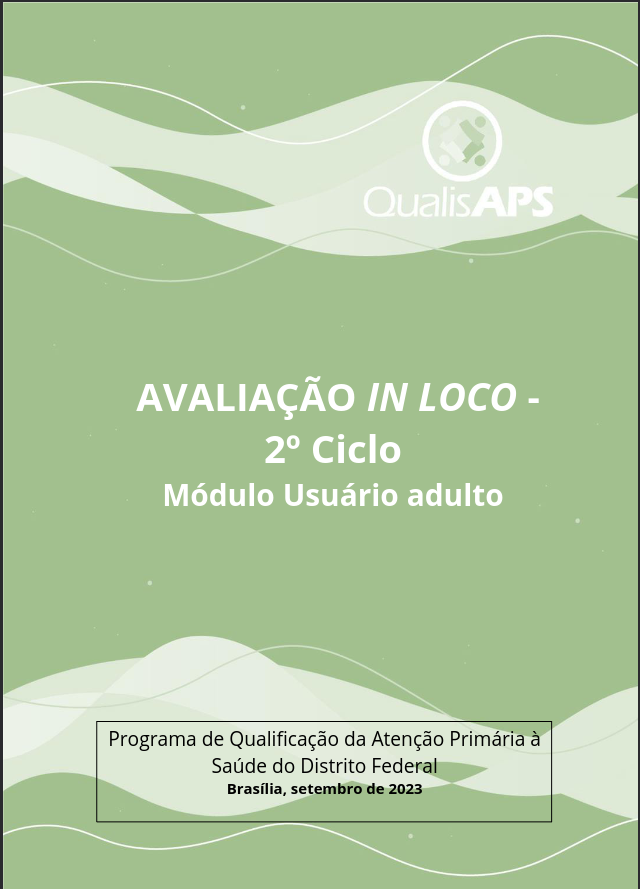 QualisAPS
AVALIAÇÃO IN LOCO -
2º Ciclo
Módulo Usuário adulto
Programa de Qualificação da Atenção Primária à
Saúde do Distrito Federal
Brasília, setembro de 2023